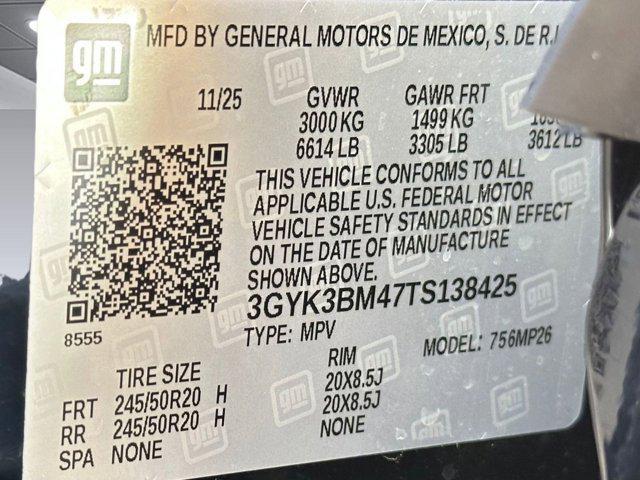 gm MFD BY GENERAL MOTORS DE MEXICO, S. DE R.
11/25 GVWR GAWR FRT
3000 KG 1499 KG
6614 LB 3305 LB 3612 LB
THIS VEHICLE CONFORMS TO ALL
APPLICABLE U.S. FEDERAL MOTOR
VEHICLE SAFETY STANDARDS IN EFFECT
ON THE DATE OF MANUFACTURE
SHOWN ABOVE.
3GYK3BM47TS138425
8555
TYPE: MPV MODEL: 756MP26
TIRE SIZE RIM
FRT 245/50R20 H 20X8.5J
RR 245/50R20 H 20X8.5J
SPA NONE NONE